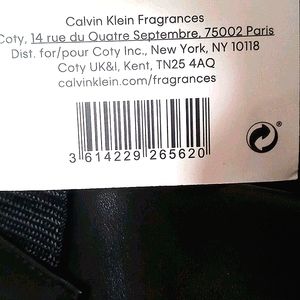 Calvin Klein Fragrances
Coty, 14 rue du Quatre Septembre, 75002 Paris
Dist. for/pour Coty Inc., New York, NY 10118
Coty UK&I, Kent, TN25 4AQ
calvinklein.com/fragrances
3 614229 265620